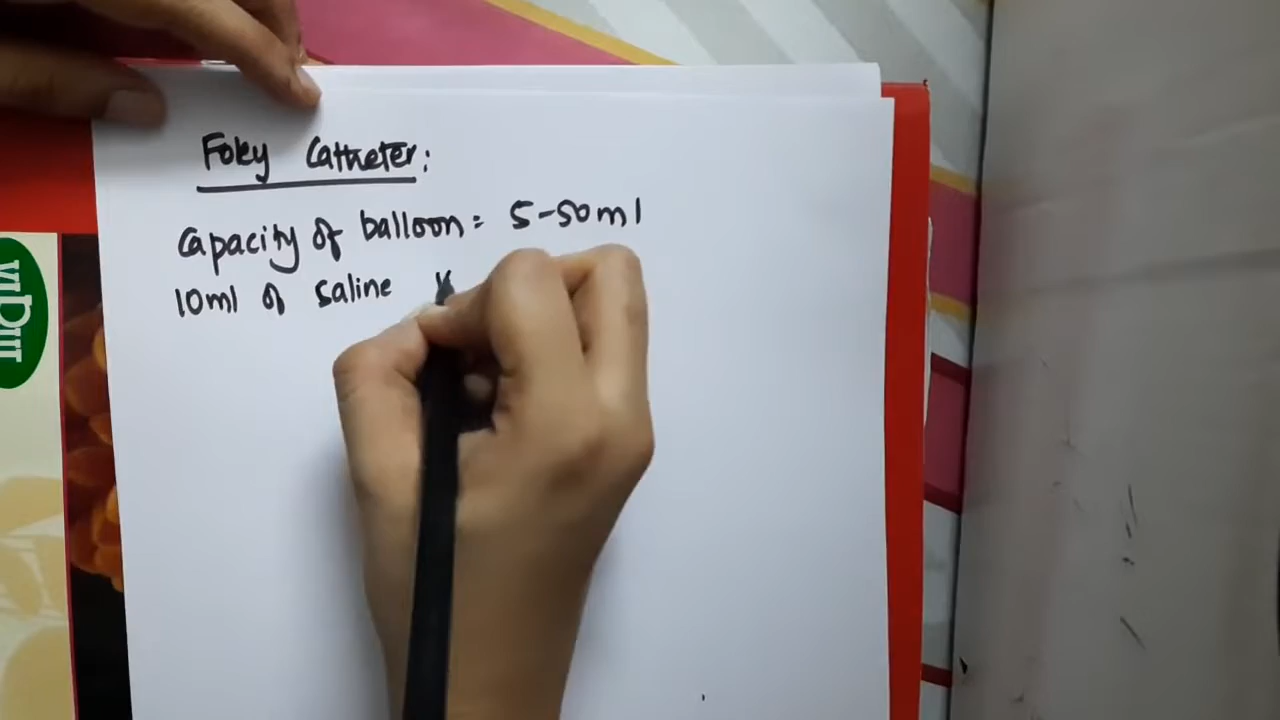 Foley Catheter:
Capacity of balloon = 5-50ml
10ml of Saline